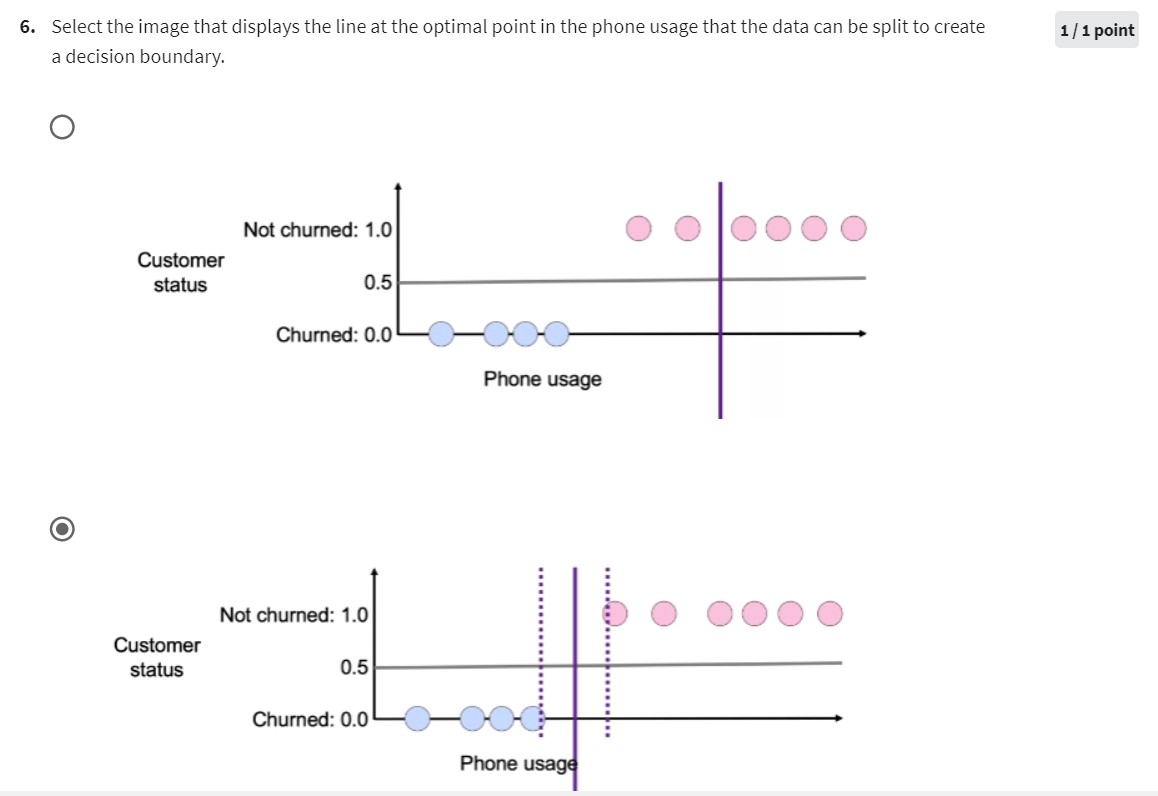 6. Select the image that displays the line at the optimal point in the phone usage that the data can be split to create
a decision boundary.
1 / 1 point
Not churned: 1.0
Customer
status
0.5
Churned: 0.0
Phone usage
Not churned: 1.0
Customer
status
0.5
Churned: 0.0
Phone usage